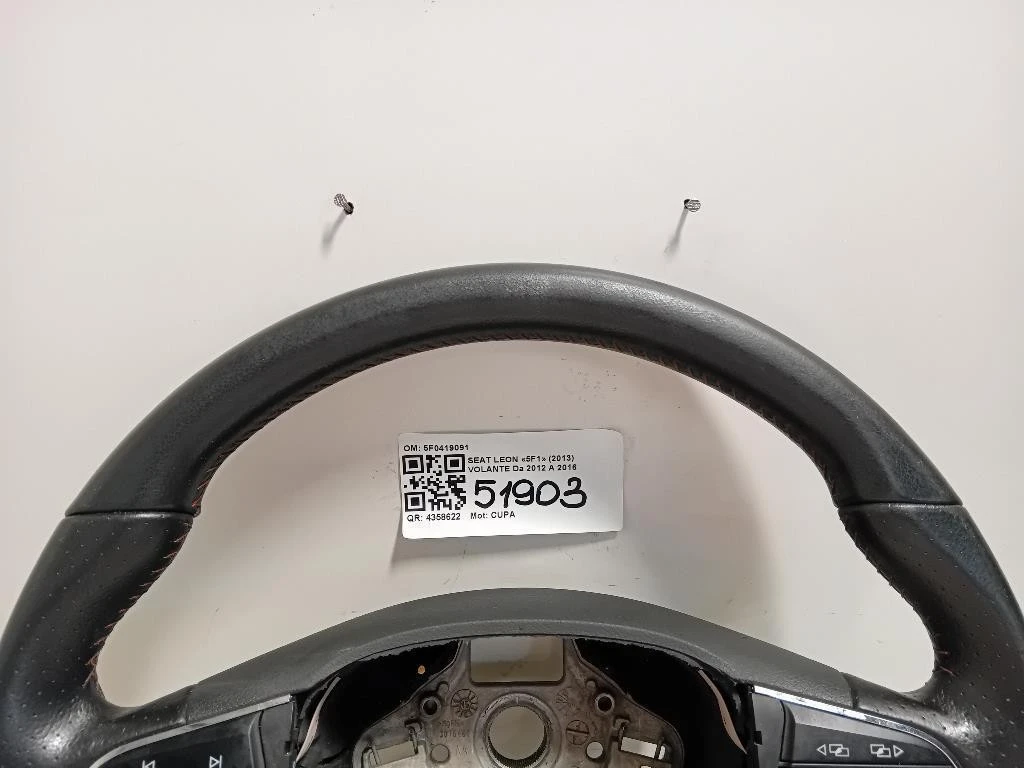 OM: 5F0419091
SEAT LEON «5F1» (2013)
VOLANTE Da 2012 A 2016
51903
QR: 4358622 Mot: CUPA